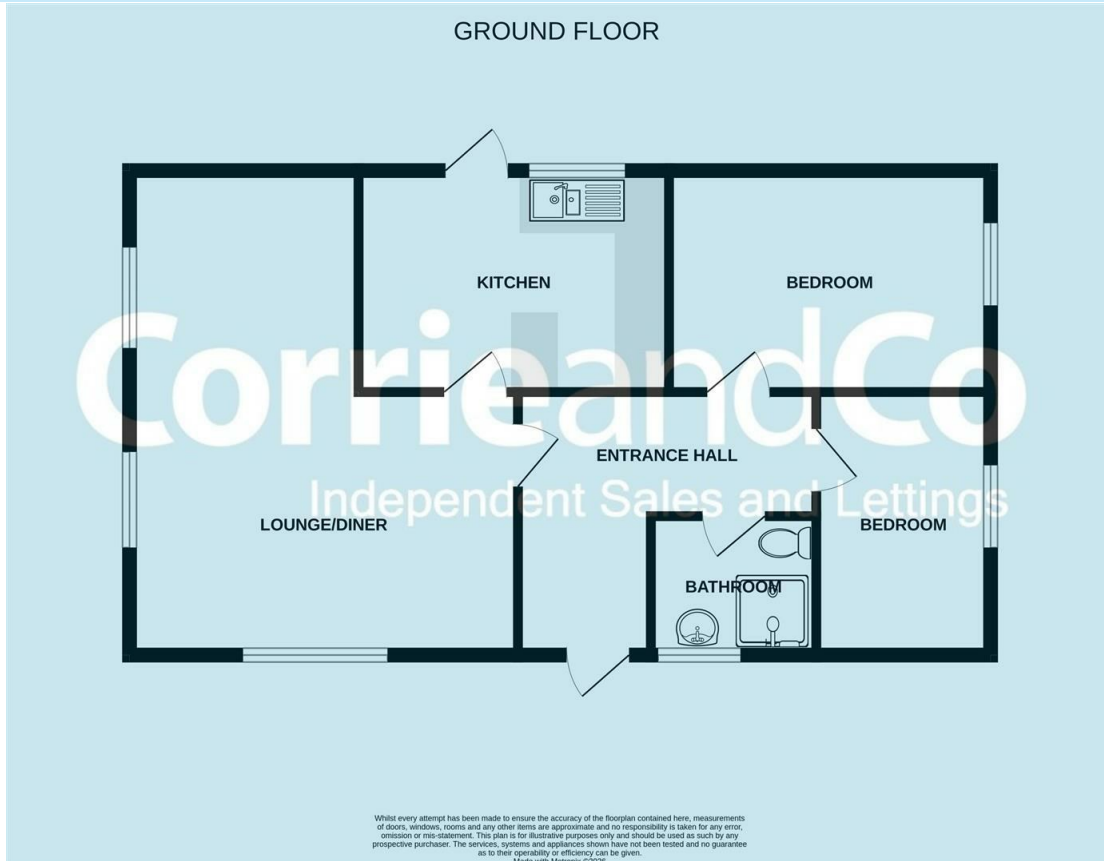 GROUND FLOOR
KITCHEN
BEDROOM
CorrieandCo
ENTRANCE HALL
Independent Sales and Lettings
LOUNGE/DINER
BEDROOM
BATHROOM
Whilst every attempt has been made to ensure the accuracy of the floorplan contained here, measurements
of doors, windows, rooms and any other items are approximate and no responsibility is taken for any error,
omission or mis-statement. This plan is for illustrative purposes only and should be used as such by any
prospective purchaser. The services, systems and appliances shown have not been tested and no guarantee
as to their operability or efficiency can be given.
Made with Metropix ©2025